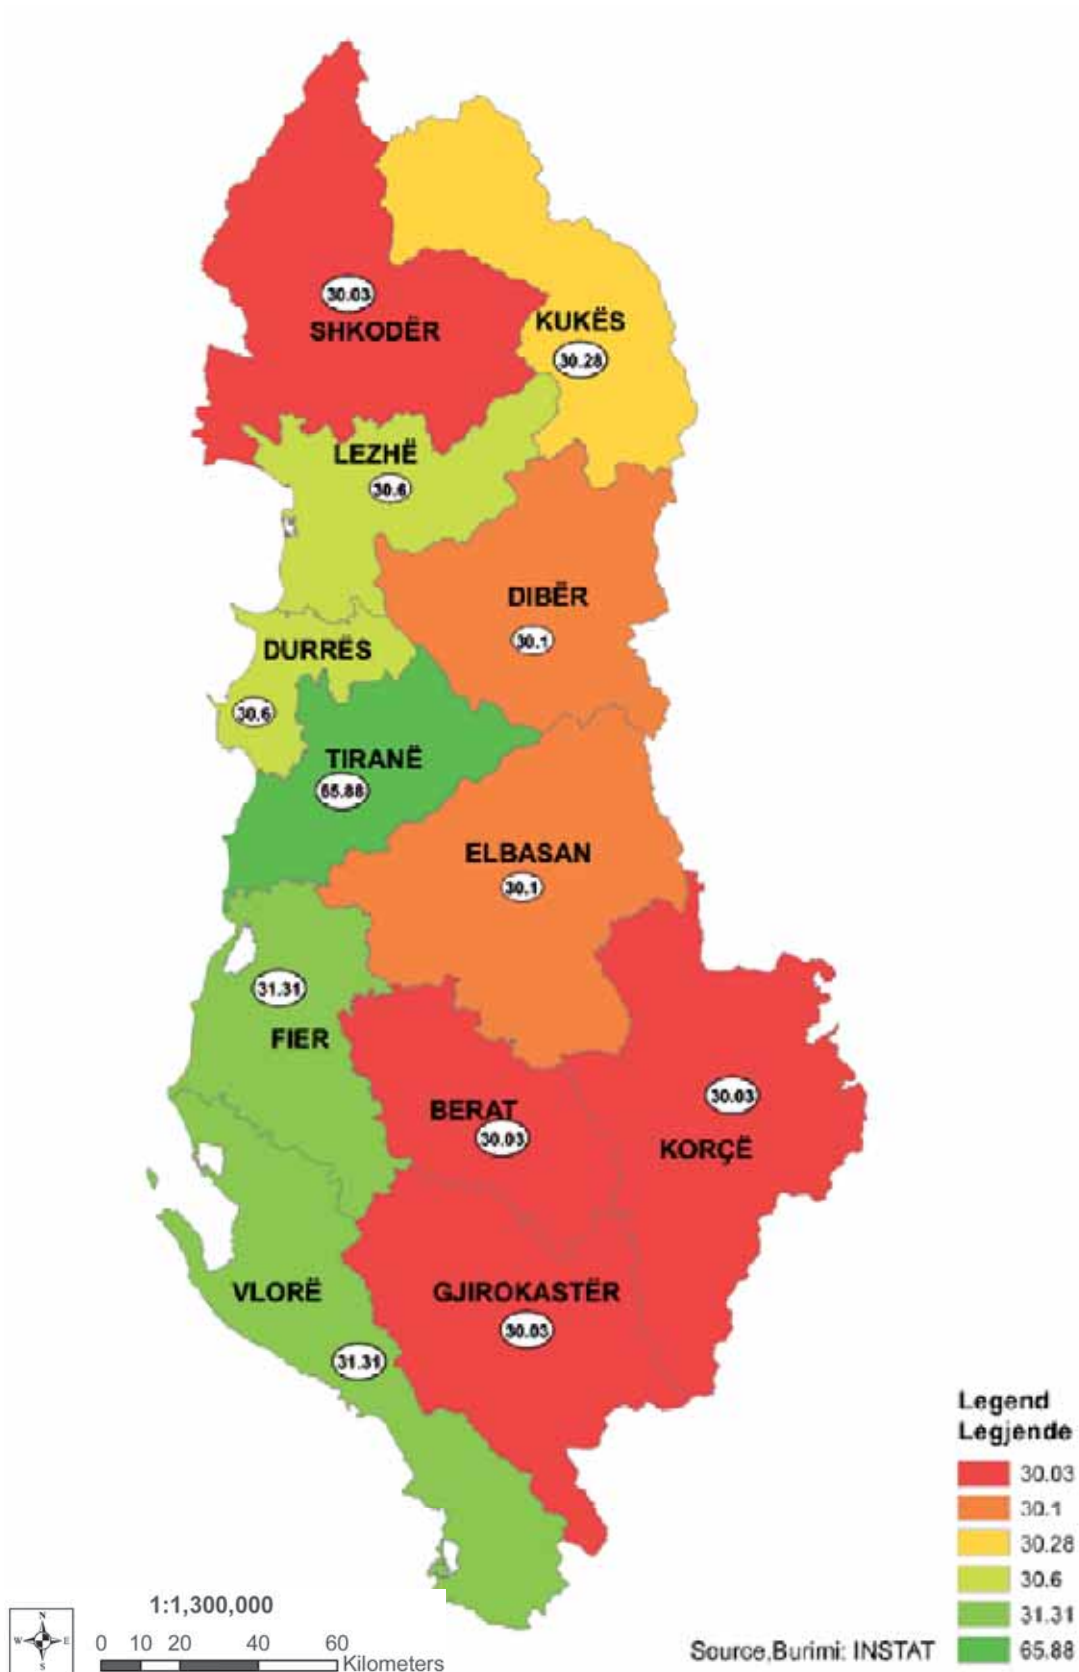 30.03
SHKODËR
KUKËS
30.28
LEZHË
30.6
DIBËR
30.1
DURRËS
30.6
TIRANË
65.88
ELBASAN
30.1
31.31
FIER
BERAT
30.03
30.03
KORÇË
VLORË
GJIROKASTËR
30.03
31.31
Legend
Legjende
30.03
30.1
30.28
30.6
31.31
65.88
1:1,300,000
N
W E
S
0 10 20 40 60
Kilometers
Source,Burimi: INSTAT